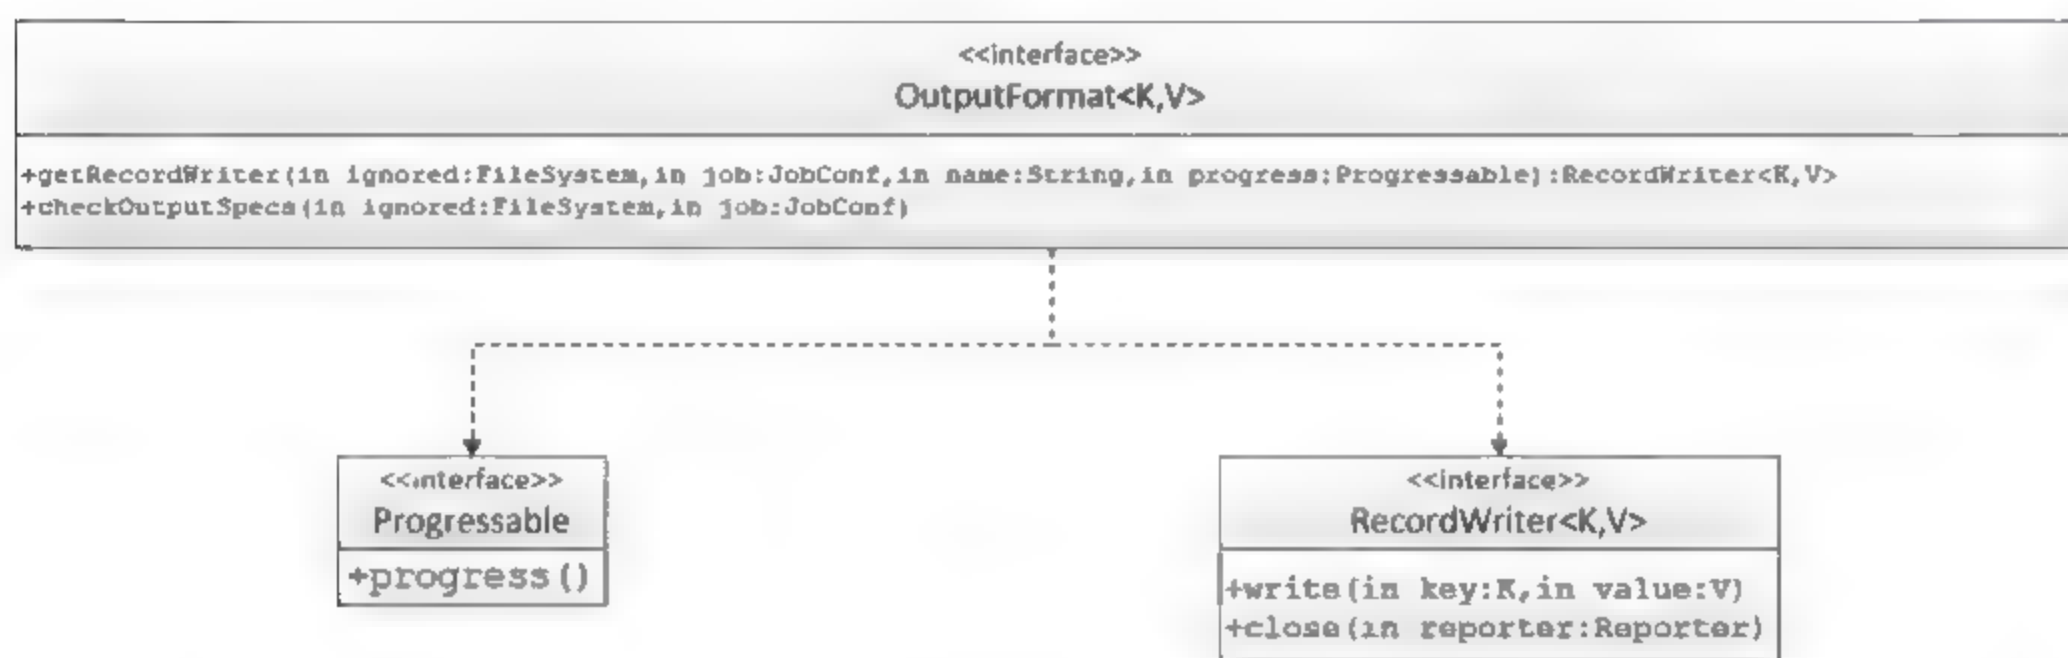 <<interface>>
OutputFormat<K,V>
+getRecordWriter(in ignored:FileSystem,in job:JobConf,in name:String,in progress:Progressable):RecordWriter<K,V>
+checkOutputSpecs(in ignored:FileSystem,in job:JobConf)
<<interface>>
Progressable
+progress()
<<interface>>
RecordWriter<K,V>
+write(in key:K,in value:V)
+close(in reporter:Reporter)